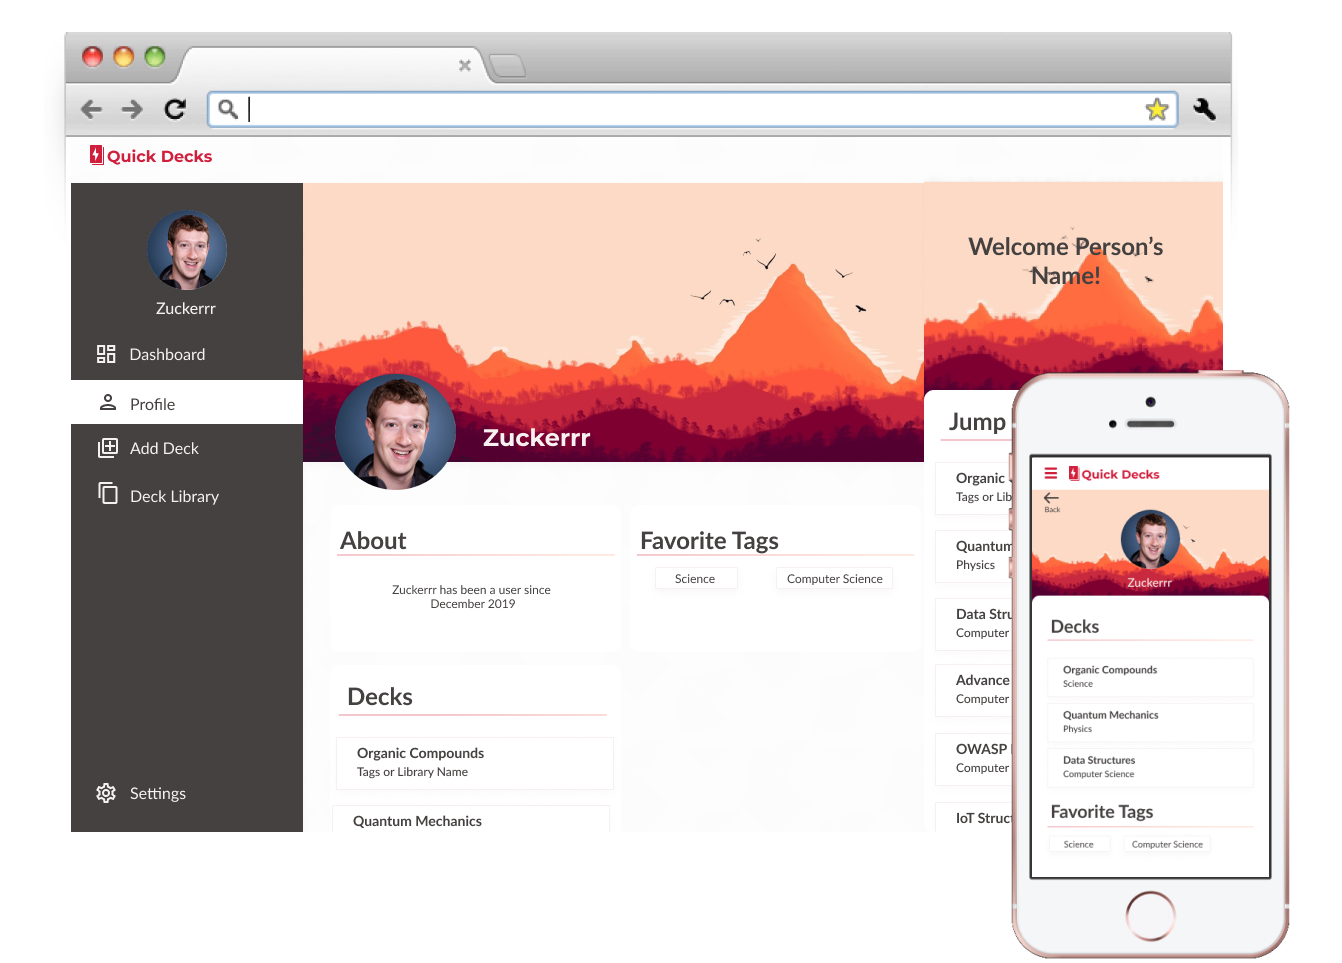 Quick Decks
Zuckerrr
Dashboard
Profile
Add Deck
Deck Library
Settings
Zuckerrr
About
Zuckerrr has been a user since
December 2019
Favorite Tags
Science
Computer Science
Decks
Organic Compounds
Tags or Library Name
Quantum Mechanics
Welcome Person's
Name!
Jump
Organic
Tags or Lib
Quantum
Physics
Data Stru
Computer
Advance
Computer
OWASP
Computer
IoT Struc
Quick Decks
Back
Zuckerrr
Decks
Organic Compounds
Science
Quantum Mechanics
Physics
Data Structures
Computer Science
Favorite Tags
Science
Computer Science